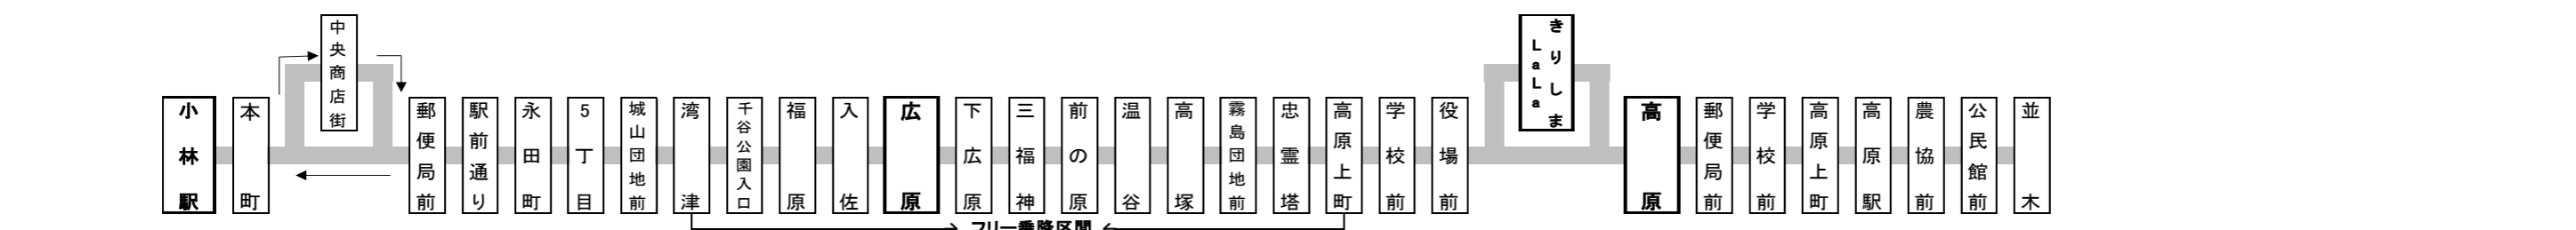 小林駅
本町
中央商店街
郵便局前
駅前通り
永田町
5丁目
城山団地前
湾津
千谷公園入口
福原
入佐
広原
下広原
三福神
前の原
温谷
高塚
霧島団地前
忠霊塔
高原上町
学校前
役場前
きりしま
LaLa
高原
郵便局前
学校前
高原上町
高原駅
農協前
公民館前
並木
→ フリー乗降区間 ←